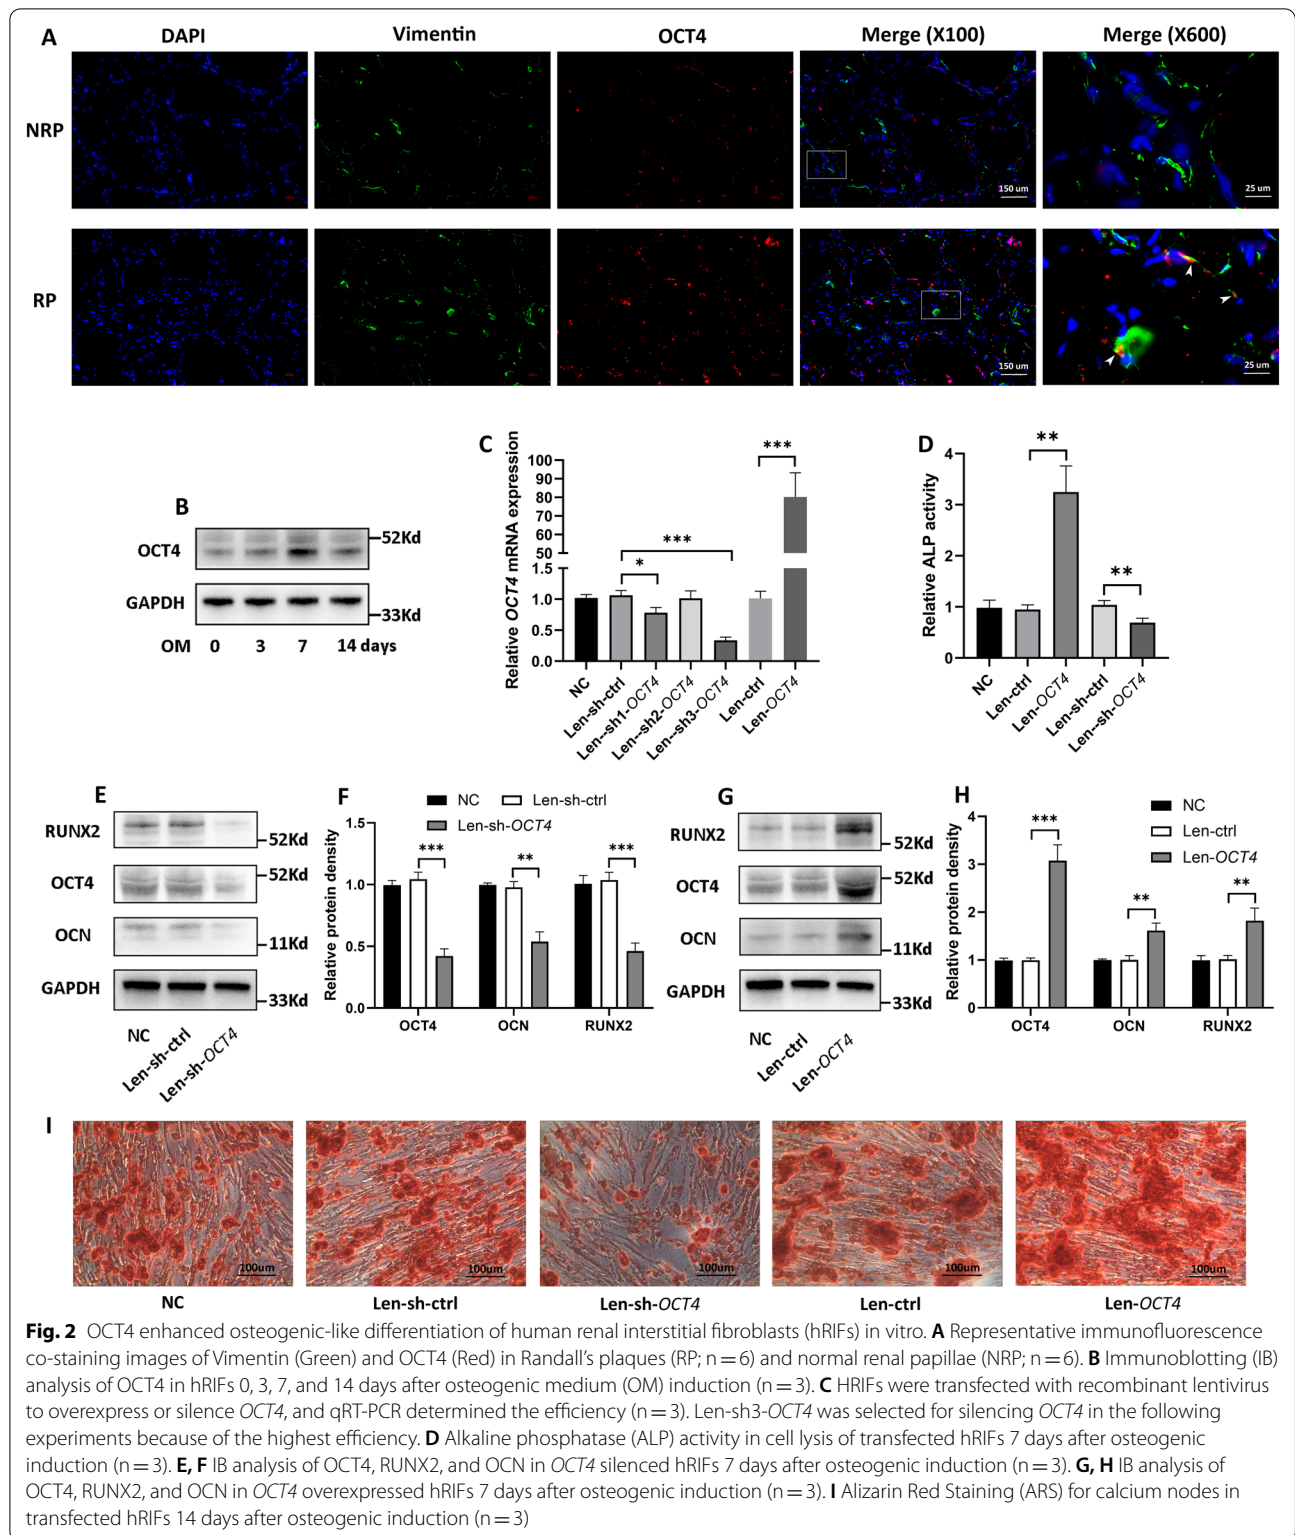 A
DAPI Vimentin OCT4 Merge (X100) Merge (X600)
NRP
150 um 25 um
RP
150 um 25 um
B
OCT4 52Kd
GAPDH 33Kd
OM 0 3 7 14 days
C
Relative OCT4 mRNA expression
100
90
80
70
60
50
1.5
1.0
0.5
0.0
*** * ***
NC Len-sh-ctrl Len--sh1-OCT4 Len--sh2-OCT4 Len--sh3-OCT4 Len-ctrl Len-OCT4
D
Relative ALP activity
4
3
2
1
0
** **
NC Len-ctrl Len-OCT4 Len-sh-ctrl Len--sh-OCT4
E
RUNX2 52Kd
OCT4 52Kd
OCN 11Kd
GAPDH 33Kd
NC Len-sh-ctrl Len-sh-OCT4
F
NC Len-sh-ctrl
Len-sh-OCT4
Relative protein density
1.5
1.0
0.5
0.0
*** ** ***
OCT4 OCN RUNX2
G
RUNX2 52Kd
OCT4 52Kd
OCN 11Kd
GAPDH 33Kd
NC Len-ctrl Len-OCT4
H
NC
Len-ctrl
Len-OCT4
Relative protein density
4
3
2
1
0
*** ** **
OCT4 OCN RUNX2
I
100um 100um 100um 100um 100um
NC Len-sh-ctrl Len-sh-OCT4 Len-ctrl Len-OCT4
Fig. 2 OCT4 enhanced osteogenic-like differentiation of human renal interstitial fibroblasts (hRIFs) in vitro. A Representative immunofluorescence
co-staining images of Vimentin (Green) and OCT4 (Red) in Randall's plaques (RP; n = 6) and normal renal papillae (NRP; n = 6). B Immunoblotting (IB)
analysis of OCT4 in hRIFs 0, 3, 7, and 14 days after osteogenic medium (OM) induction (n = 3). C HRIFs were transfected with recombinant lentivirus
to overexpress or silence OCT4, and qRT-PCR determined the efficiency (n = 3). Len-sh3-OCT4 was selected for silencing OCT4 in the following
experiments because of the highest efficiency. D Alkaline phosphatase (ALP) activity in cell lysis of transfected hRIFs 7 days after osteogenic
induction (n = 3). E, F IB analysis of OCT4, RUNX2, and OCN in OCT4 silenced hRIFs 7 days after osteogenic induction (n = 3). G, H IB analysis of
OCT4, RUNX2, and OCN in OCT4 overexpressed hRIFs 7 days after osteogenic induction (n = 3). I Alizarin Red Staining (ARS) for calcium nodes in
transfected hRIFs 14 days after osteogenic induction (n = 3)